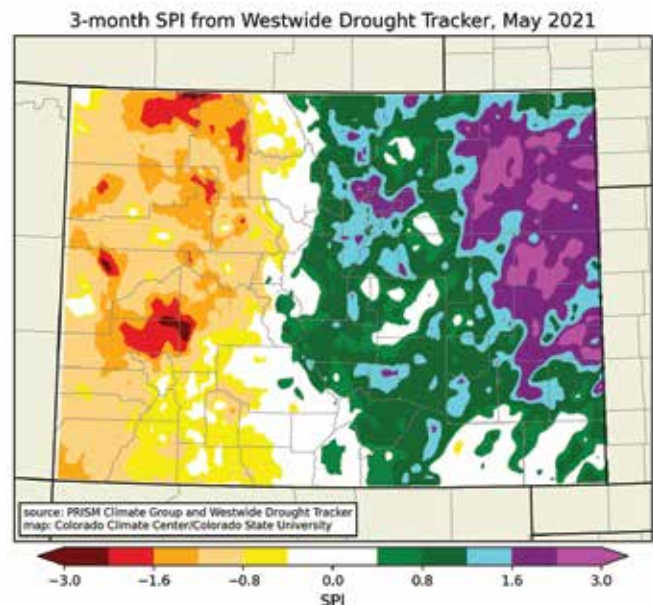 3-month SPI from Westwide Drought Tracker, May 2021
source: PRISM Climate Group and Westwide Drought Tracker
map: Colorado Climate Center/Colorado State University
−3.0 −1.6 −0.8 0.0 0.8 1.6 3.0
SPI